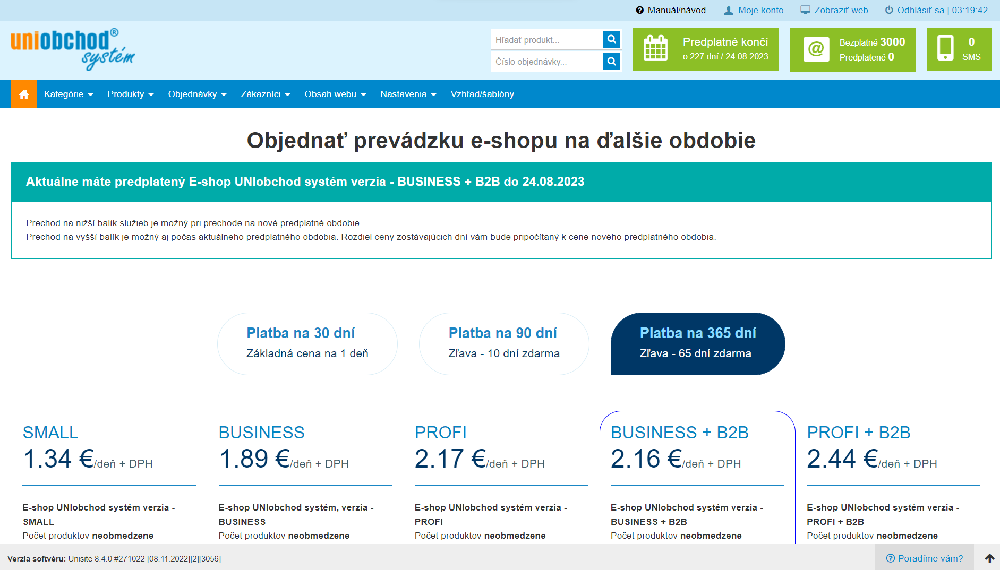 Manuál/návod
Moje konto
Zobraziť web
Odhlásiť sa | 03:19:42
uniobchod®
systém
Hľadať produkt...
Číslo objednávky...
Predplatné končí
o 227 dní / 24.08.2023
Bezplatné 3000
Predplatené 0
0
SMS
Kategórie
Produkty
Objednávky
Zákazníci
Obsah webu
Nastavenia
Vzhľad/šablóny
Objednať prevádzku e-shopu na ďalšie obdobie
Aktuálne máte predplatený E-shop UNIobchod systém verzia - BUSINESS + B2B do 24.08.2023
Prechod na nižší balík služieb je možný pri prechode na nové predplatné obdobie.
Prechod na vyšší balík je možný aj počas aktuálneho predplatného obdobia. Rozdiel ceny zostávajúcich dní vám bude pripočítaný k cene nového predplatného obdobia.
Platba na 30 dní
Základná cena na 1 deň
Platba na 90 dní
Zľava - 10 dní zdarma
Platba na 365 dní
Zľava - 65 dní zdarma
SMALL
1.34 €/deň + DPH
E-shop UNIobchod systém verzia -
SMALL
Počet produktov neobmedzene
BUSINESS
1.89 €/deň + DPH
E-shop UNIobchod systém, verzia -
BUSINESS
Počet produktov neobmedzene
PROFI
2.17 €/deň + DPH
E-shop UNIobchod systém verzia -
PROFI
Počet produktov neobmedzene
BUSINESS + B2B
2.16 €/deň + DPH
E-shop UNIobchod systém verzia -
BUSINESS + B2B
Počet produktov neobmedzene
PROFI + B2B
2.44 €/deň + DPH
E-shop UNIobchod systém verzia -
PROFI + B2B
Počet produktov neobmedzene
Verzia softvéru: Unisite 8.4.0 #271022 [08.11.2022][2][3056]
Poradíme vám?